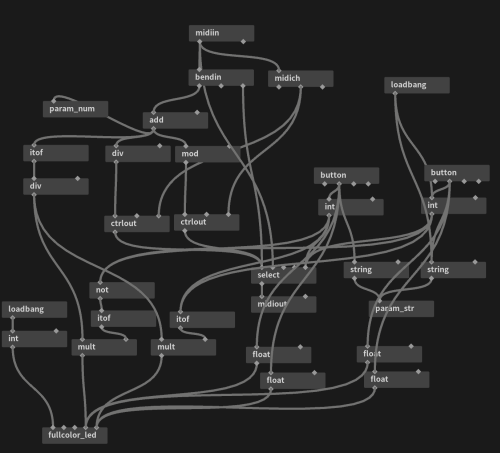 midiin
bendin
midich
loadbang
param_num
add
itof
div
mod
button
button
div
int
int
ctrlout
ctrlout
select
string
string
not
midiout
loadbang
param_str
itof
itof
int
mult
mult
float
float
float
float
fullcolor_led